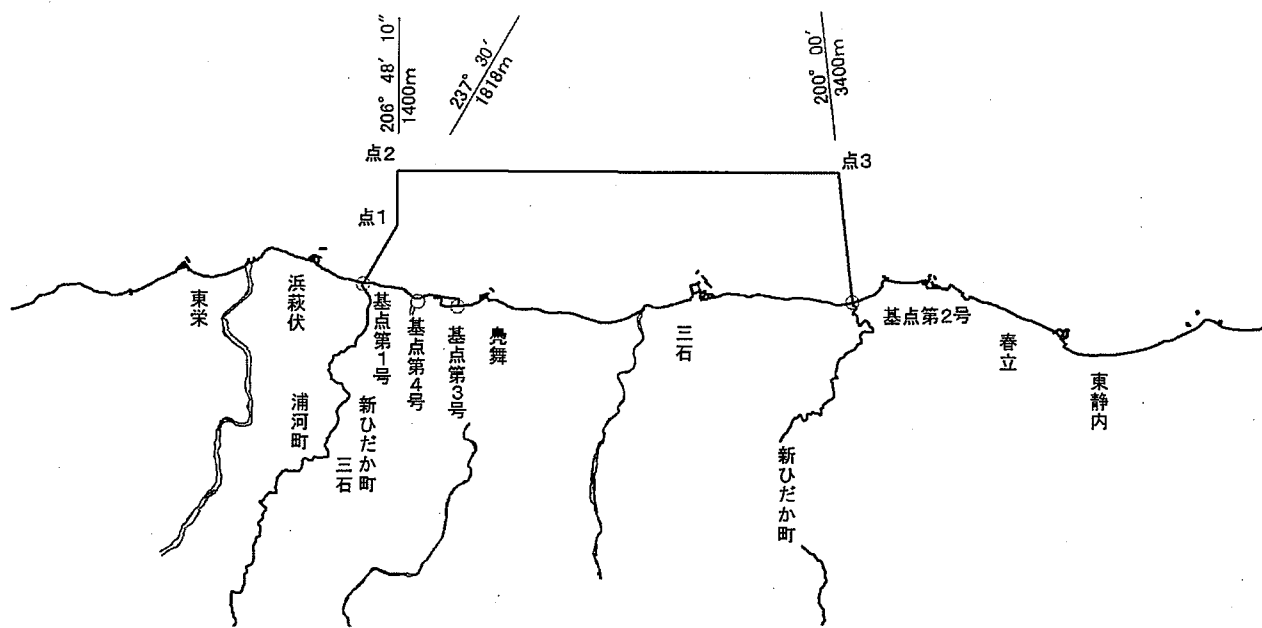 206° 48′ 10″
1400m
237° 30′
1818m
200° 00′
3400m
点2
点3
点1
東栄
浜荻伏
基点第1号
基点第4号
基点第3号
鳧舞
三石
基点第2号
春立
東静内
浦河町
新ひだか町
三石
新ひだか町